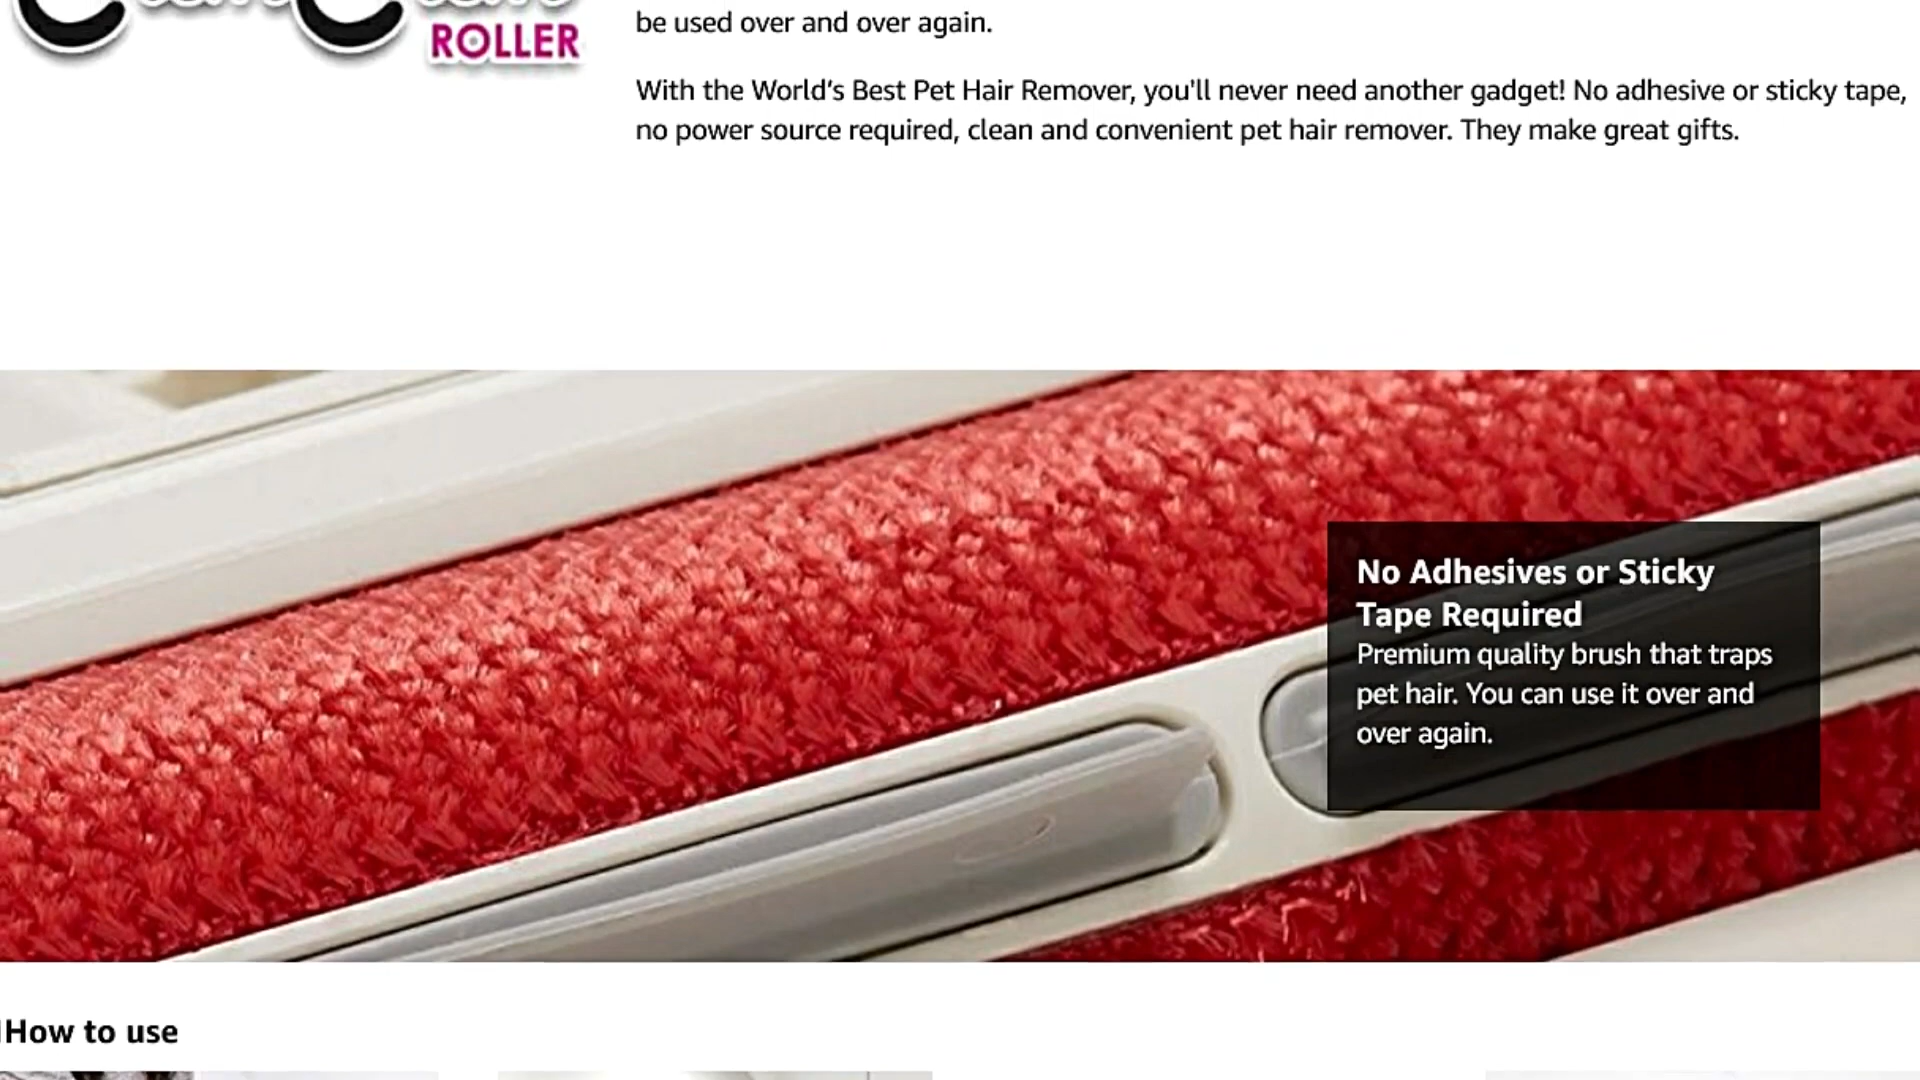 ROLLER
be used over and over again.
With the World's Best Pet Hair Remover, you'll never need another gadget! No adhesive or sticky tape,
no power source required, clean and convenient pet hair remover. They make great gifts.
No Adhesives or Sticky
Tape Required
Premium quality brush that traps
pet hair. You can use it over and
over again.
How to use